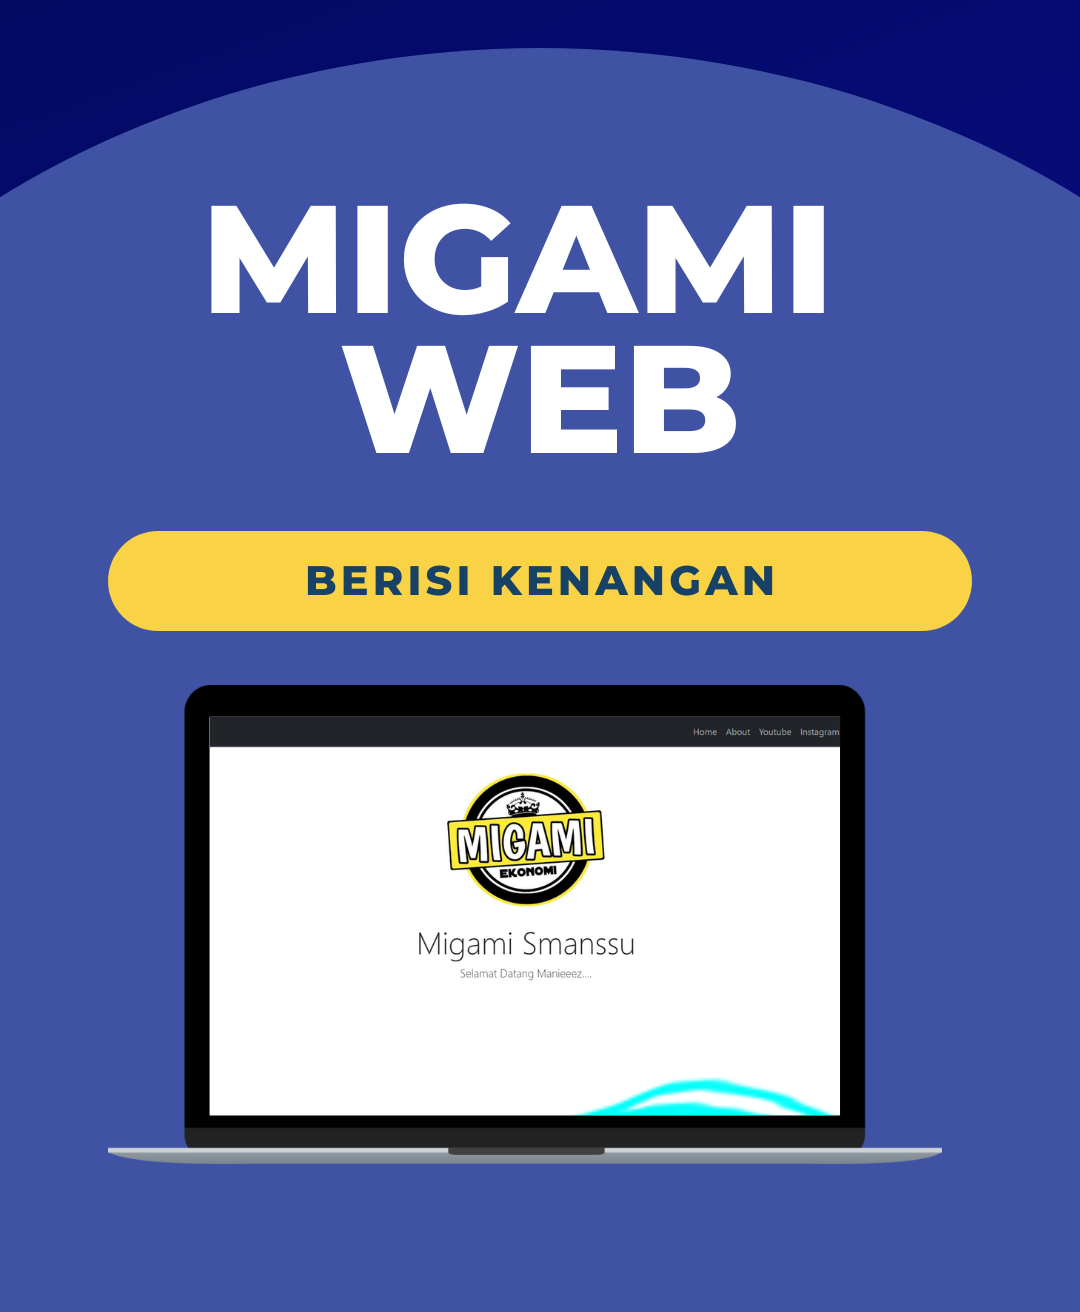 MIGAMI
WEB
BERISI KENANGAN
Home About Youtube Instagram
MIGAMI
EKONOMI
Migami Smanssu
Selamat Datang Manieeez....